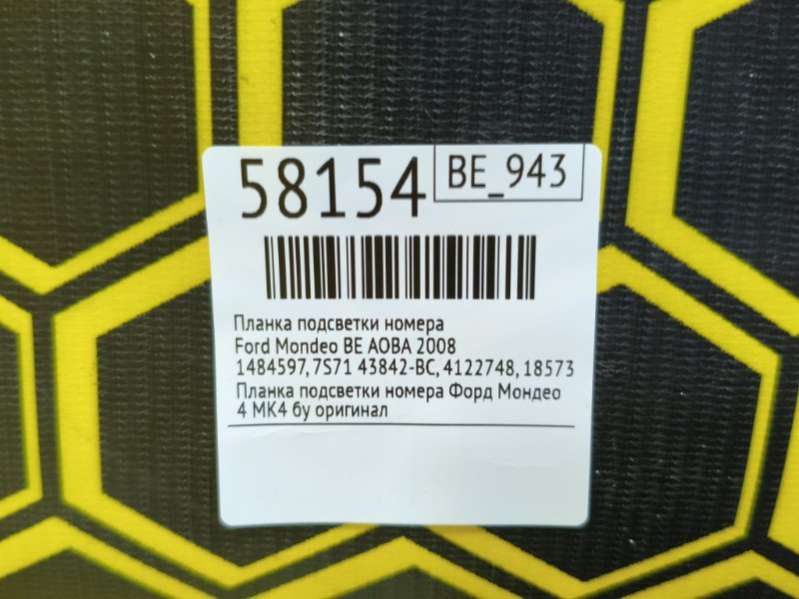 58154
BE_943
Планка подсветки номера
Ford Mondeo BE AOBA 2008
1484597, 7S71 43842-BC, 4122748, 18573
Планка подсветки номера Форд Мондео
4 МК4 бу оригинал